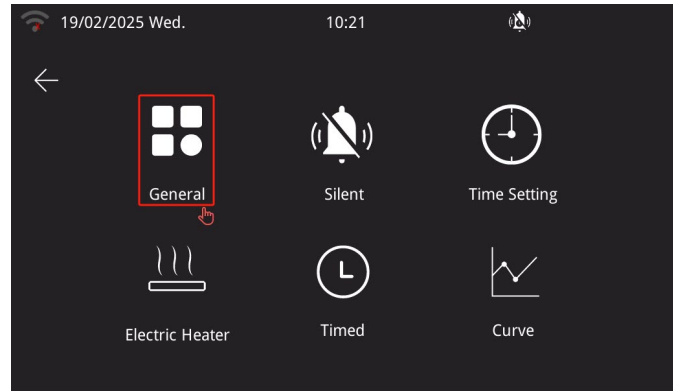 19/02/2025 Wed. 10:21
General Silent Time Setting
Electric Heater Timed Curve